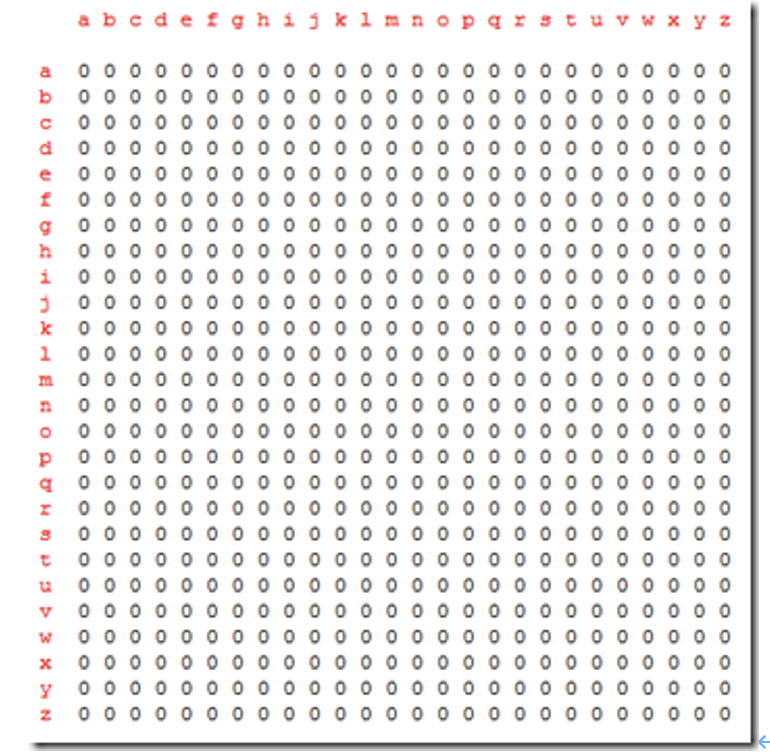 a b c d e f g h i j k l m n o p q r s t u v w x y z
a 0 0 0 0 0 0 0 0 0 0 0 0 0 0 0 0 0 0 0 0 0 0 0 0 0 0
b 0 0 0 0 0 0 0 0 0 0 0 0 0 0 0 0 0 0 0 0 0 0 0 0 0 0
c 0 0 0 0 0 0 0 0 0 0 0 0 0 0 0 0 0 0 0 0 0 0 0 0 0 0
d 0 0 0 0 0 0 0 0 0 0 0 0 0 0 0 0 0 0 0 0 0 0 0 0 0 0
e 0 0 0 0 0 0 0 0 0 0 0 0 0 0 0 0 0 0 0 0 0 0 0 0 0 0
f 0 0 0 0 0 0 0 0 0 0 0 0 0 0 0 0 0 0 0 0 0 0 0 0 0 0
g 0 0 0 0 0 0 0 0 0 0 0 0 0 0 0 0 0 0 0 0 0 0 0 0 0 0
h 0 0 0 0 0 0 0 0 0 0 0 0 0 0 0 0 0 0 0 0 0 0 0 0 0 0
i 0 0 0 0 0 0 0 0 0 0 0 0 0 0 0 0 0 0 0 0 0 0 0 0 0 0
j 0 0 0 0 0 0 0 0 0 0 0 0 0 0 0 0 0 0 0 0 0 0 0 0 0 0
k 0 0 0 0 0 0 0 0 0 0 0 0 0 0 0 0 0 0 0 0 0 0 0 0 0 0
l 0 0 0 0 0 0 0 0 0 0 0 0 0 0 0 0 0 0 0 0 0 0 0 0 0 0
m 0 0 0 0 0 0 0 0 0 0 0 0 0 0 0 0 0 0 0 0 0 0 0 0 0 0
n 0 0 0 0 0 0 0 0 0 0 0 0 0 0 0 0 0 0 0 0 0 0 0 0 0 0
o 0 0 0 0 0 0 0 0 0 0 0 0 0 0 0 0 0 0 0 0 0 0 0 0 0 0
p 0 0 0 0 0 0 0 0 0 0 0 0 0 0 0 0 0 0 0 0 0 0 0 0 0 0
q 0 0 0 0 0 0 0 0 0 0 0 0 0 0 0 0 0 0 0 0 0 0 0 0 0 0
r 0 0 0 0 0 0 0 0 0 0 0 0 0 0 0 0 0 0 0 0 0 0 0 0 0 0
s 0 0 0 0 0 0 0 0 0 0 0 0 0 0 0 0 0 0 0 0 0 0 0 0 0 0
t 0 0 0 0 0 0 0 0 0 0 0 0 0 0 0 0 0 0 0 0 0 0 0 0 0 0
u 0 0 0 0 0 0 0 0 0 0 0 0 0 0 0 0 0 0 0 0 0 0 0 0 0 0
v 0 0 0 0 0 0 0 0 0 0 0 0 0 0 0 0 0 0 0 0 0 0 0 0 0 0
w 0 0 0 0 0 0 0 0 0 0 0 0 0 0 0 0 0 0 0 0 0 0 0 0 0 0
x 0 0 0 0 0 0 0 0 0 0 0 0 0 0 0 0 0 0 0 0 0 0 0 0 0 0
y 0 0 0 0 0 0 0 0 0 0 0 0 0 0 0 0 0 0 0 0 0 0 0 0 0 0
z 0 0 0 0 0 0 0 0 0 0 0 0 0 0 0 0 0 0 0 0 0 0 0 0 0 0